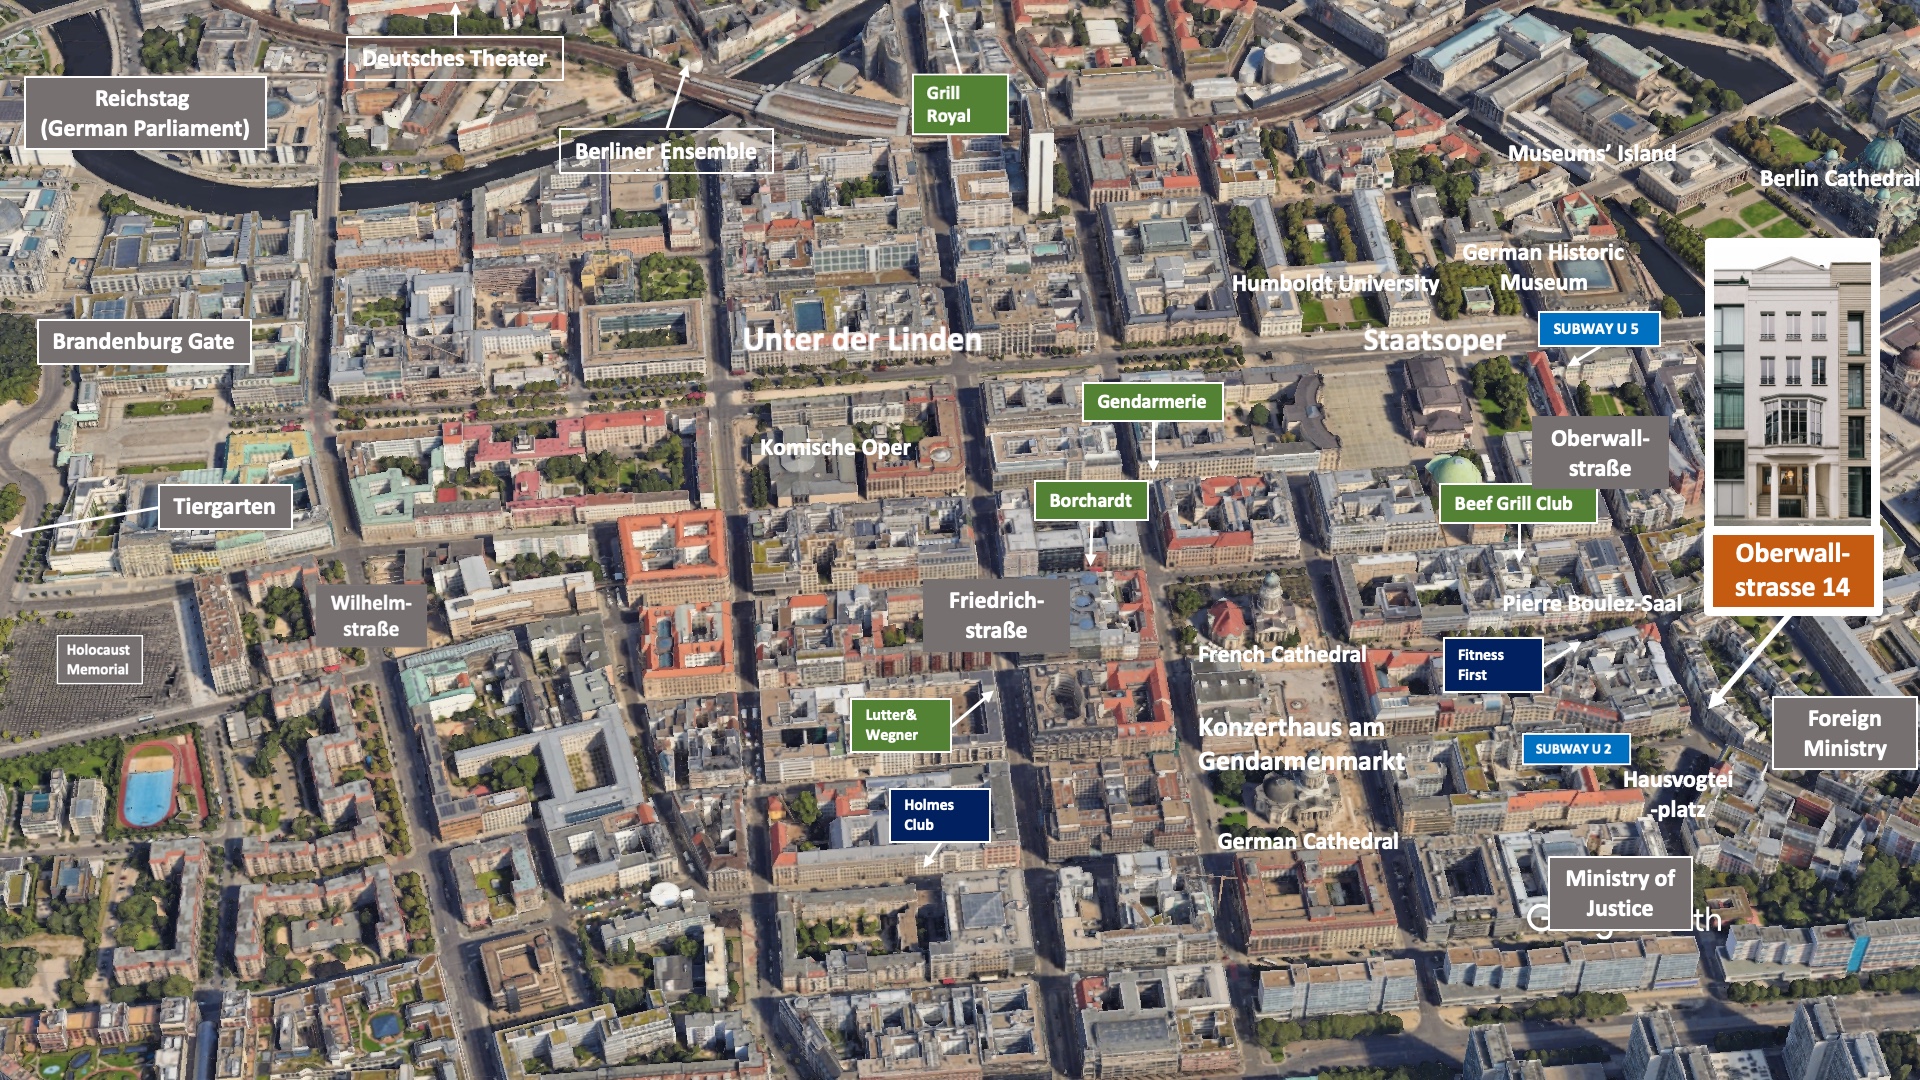 Deutsches Theater
Reichstag
(German Parliament)
Grill
Royal
Berliner Ensemble
Museums’ Island
Berlin Cathedral
German Historic
Museum
Humboldt University
Brandenburg Gate
Unter der Linden
Staatsoper
SUBWAY U 5
Gendarmerie
Komische Oper
Oberwall-
straße
Borchardt
Beef Grill Club
Tiergarten
Oberwall-
strasse 14
Wilhelm-
straße
Friedrich-
straße
Pierre Boulez-Saal
Holocaust
Memorial
French Cathedral
Fitness
First
Lutter&
Wegner
Konzerthaus am
Gendarmenmarkt
Foreign
Ministry
SUBWAY U 2
Hausvogtei
-platz
Holmes
Club
German Cathedral
Ministry of
Justice